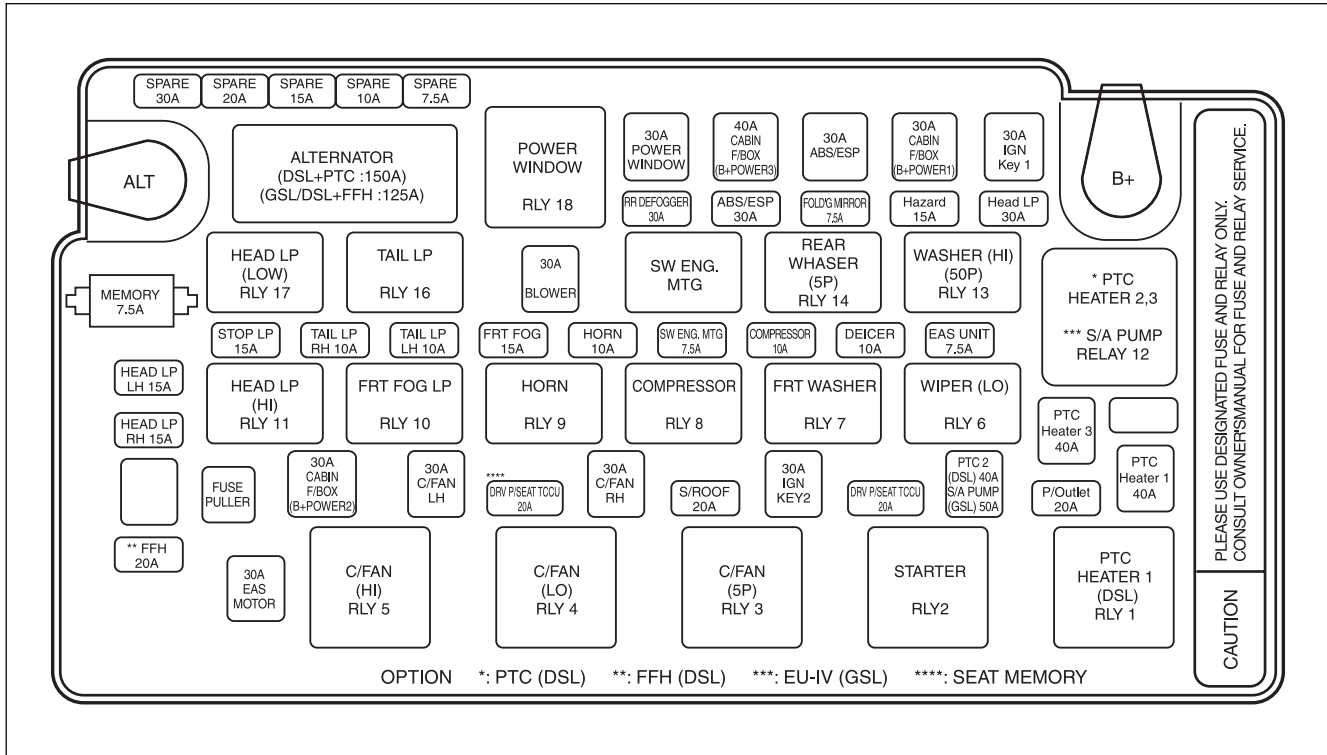 SPARE
30A
SPARE
20A
SPARE
15A
SPARE
10A
SPARE
7.5A
ALT
ALTERNATOR
(DSL+PTC :150A)
(GSL/DSL+FFH :125A)
POWER
WINDOW
RLY 18
30A
POWER
WINDOW
40A
CABIN
F/BOX
(B+POWER3)
30A
ABS/ESP
30A
CABIN
F/BOX
(B+POWER1)
30A
IGN
Key 1
B+
RR DEFOGGER
30A
ABS/ESP
30A
FOLD'G MIRROR
7.5A
Hazard
15A
Head LP
30A
MEMORY
7.5A
HEAD LP
(LOW)
RLY 17
TAIL LP
RLY 16
30A
BLOWER
SW ENG.
MTG
REAR
WHASER
(5P)
RLY 14
WASHER (HI)
(50P)
RLY 13
* PTC
HEATER 2,3
*** S/A PUMP
RELAY 12
STOP LP
15A
TAIL LP
RH 10A
TAIL LP
LH 10A
FRT FOG
15A
HORN
10A
SW ENG. MTG
7.5A
COMPRESSOR
10A
DEICER
10A
EAS UNIT
7.5A
HEAD LP
LH 15A
HEAD LP
RH 15A
HEAD LP
(HI)
RLY 11
FRT FOG LP
RLY 10
HORN
RLY 9
COMPRESSOR
RLY 8
FRT WASHER
RLY 7
WIPER (LO)
RLY 6
PTC
Heater 3
40A
PTC
Heater 1
40A
FUSE
PULLER
30A
CABIN
F/BOX
(B+POWER2)
30A
C/FAN
LH
****
DRV P/SEAT TCCU
20A
30A
C/FAN
RH
S/ROOF
20A
30A
IGN
KEY2
DRV P/SEAT TCCU
20A
PTC 2
(DSL) 40A
S/A PUMP
(GSL) 50A
P/Outlet
20A
** FFH
20A
30A
EAS
MOTOR
C/FAN
(HI)
RLY 5
C/FAN
(LO)
RLY 4
C/FAN
(5P)
RLY 3
STARTER
RLY2
PTC
HEATER 1
(DSL)
RLY 1
PLEASE USE DESIGNATED FUSE AND RELAY ONLY.
CONSULT OWNER'SMANUAL FOR FUSE AND RELAY SERVICE.
CAUTION
OPTION *: PTC (DSL) **: FFH (DSL) ***: EU-IV (GSL) ****: SEAT MEMORY